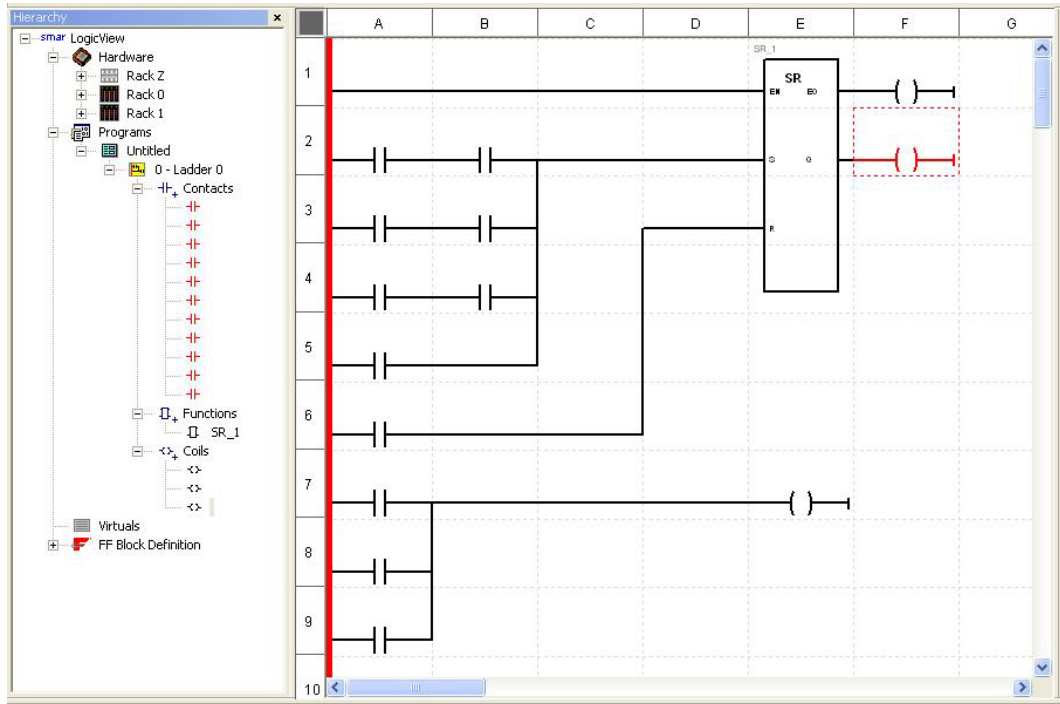 Hierarchy x
smar LogicView
Hardware
Rack Z
Rack 0
Rack 1
Programs
Untitled
0 - Ladder 0
Contacts
Functions
SR_1
Coils
Virtuals
FF Block Definition
A B C D E F G
SR_1
1
SR
EN EO
2
S Q
3
R
4
5
6
7
8
9
10